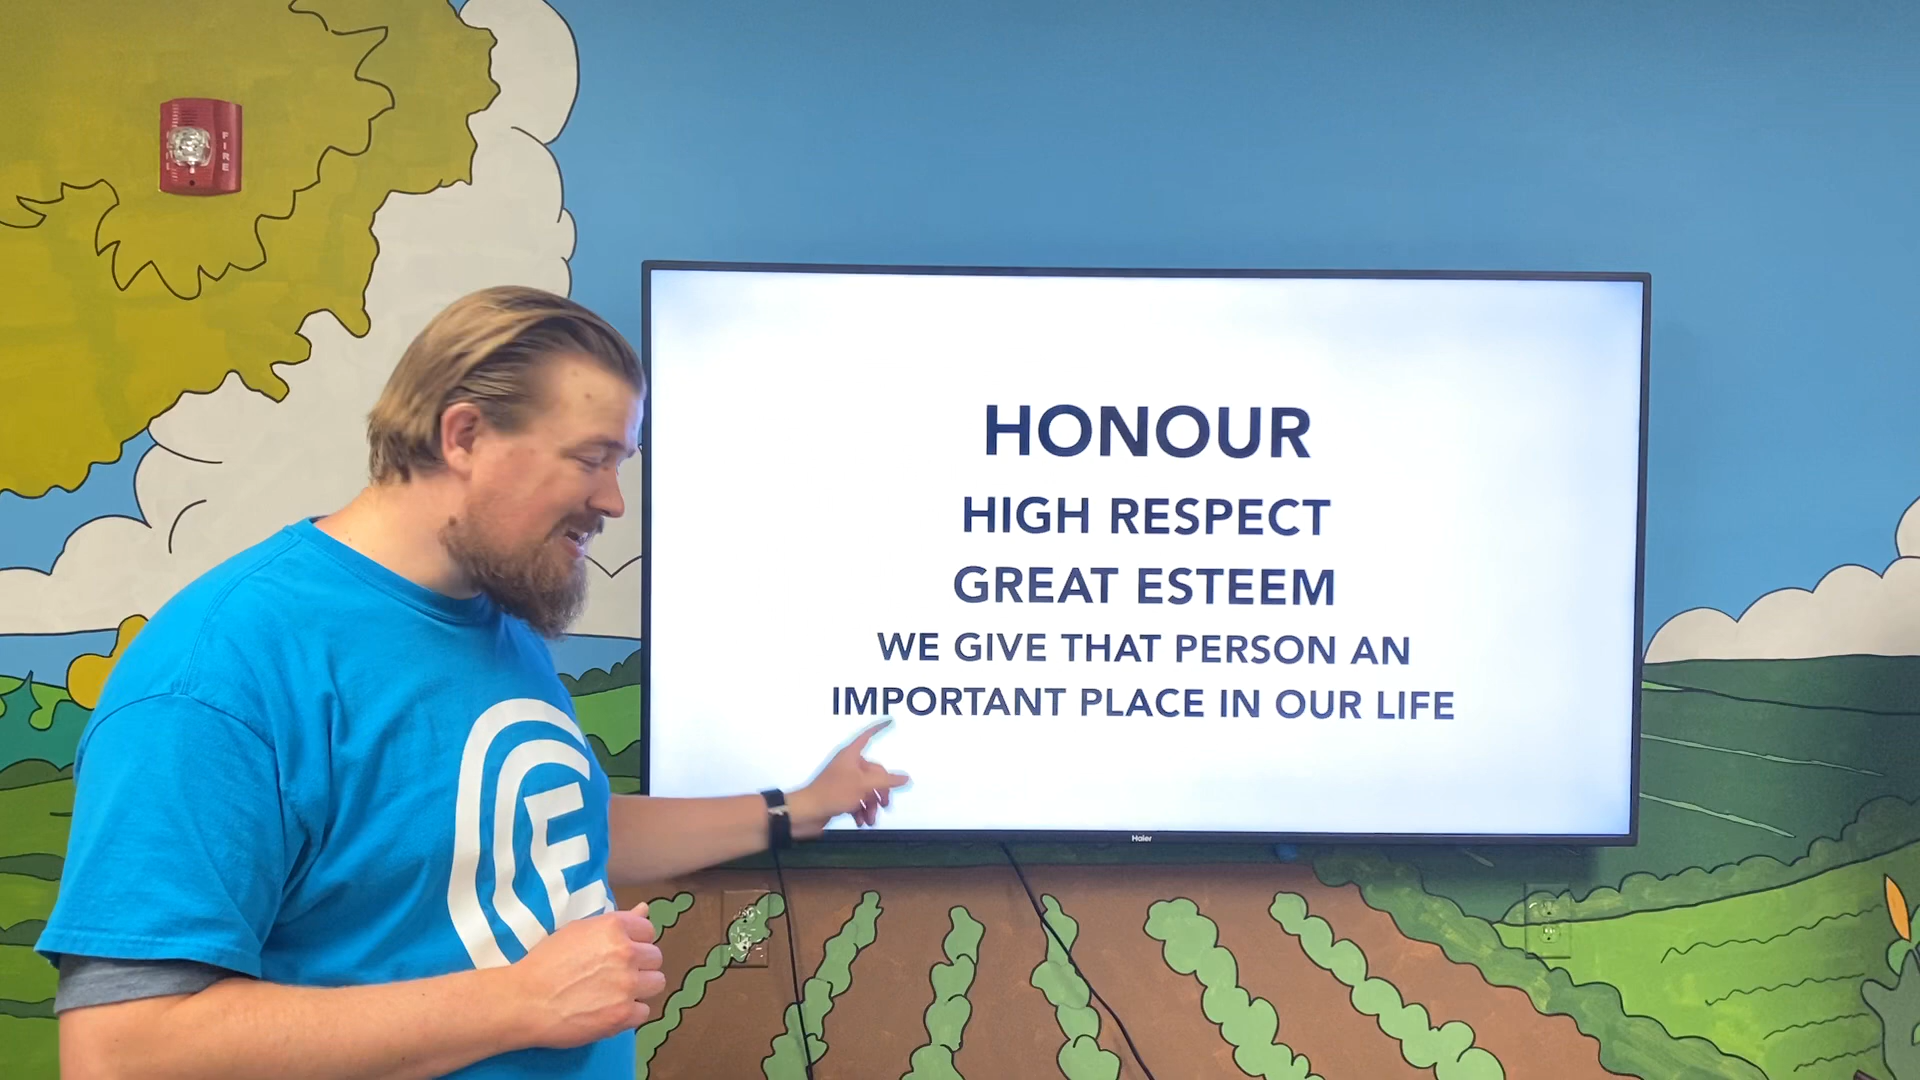 FIRE
HONOUR
HIGH RESPECT
GREAT ESTEEM
WE GIVE THAT PERSON AN
IMPORTANT PLACE IN OUR LIFE
Haier
E